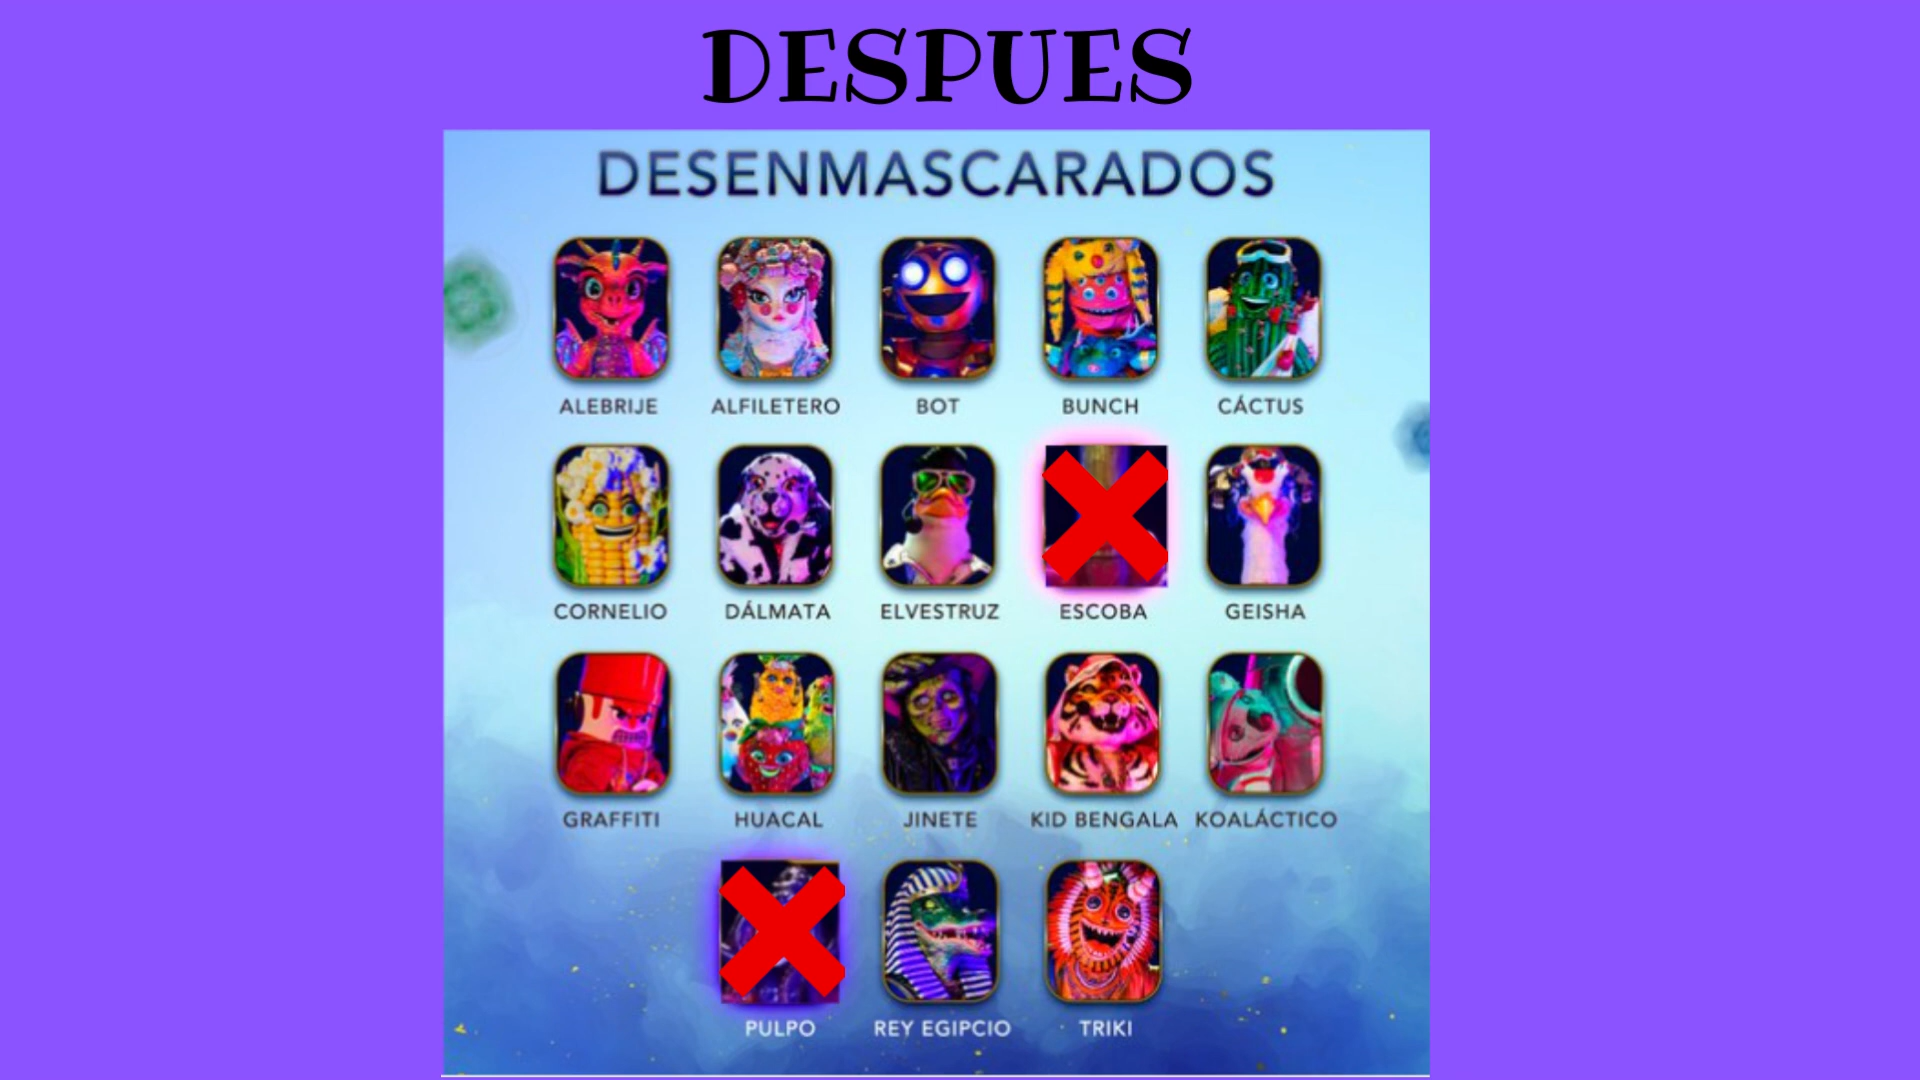 DESPUES
DESENMASCARADOS
ALEBRIJE ALFILETERO BOT BUNCH CÁCTUS
CORNELIO DÁLMATA ELVESTRUZ ESCOBA GEISHA
GRAFFITI HUACAL JINETE KID BENGALA KOALÁCTICO
PULPO REY EGIPCIO TRIKI